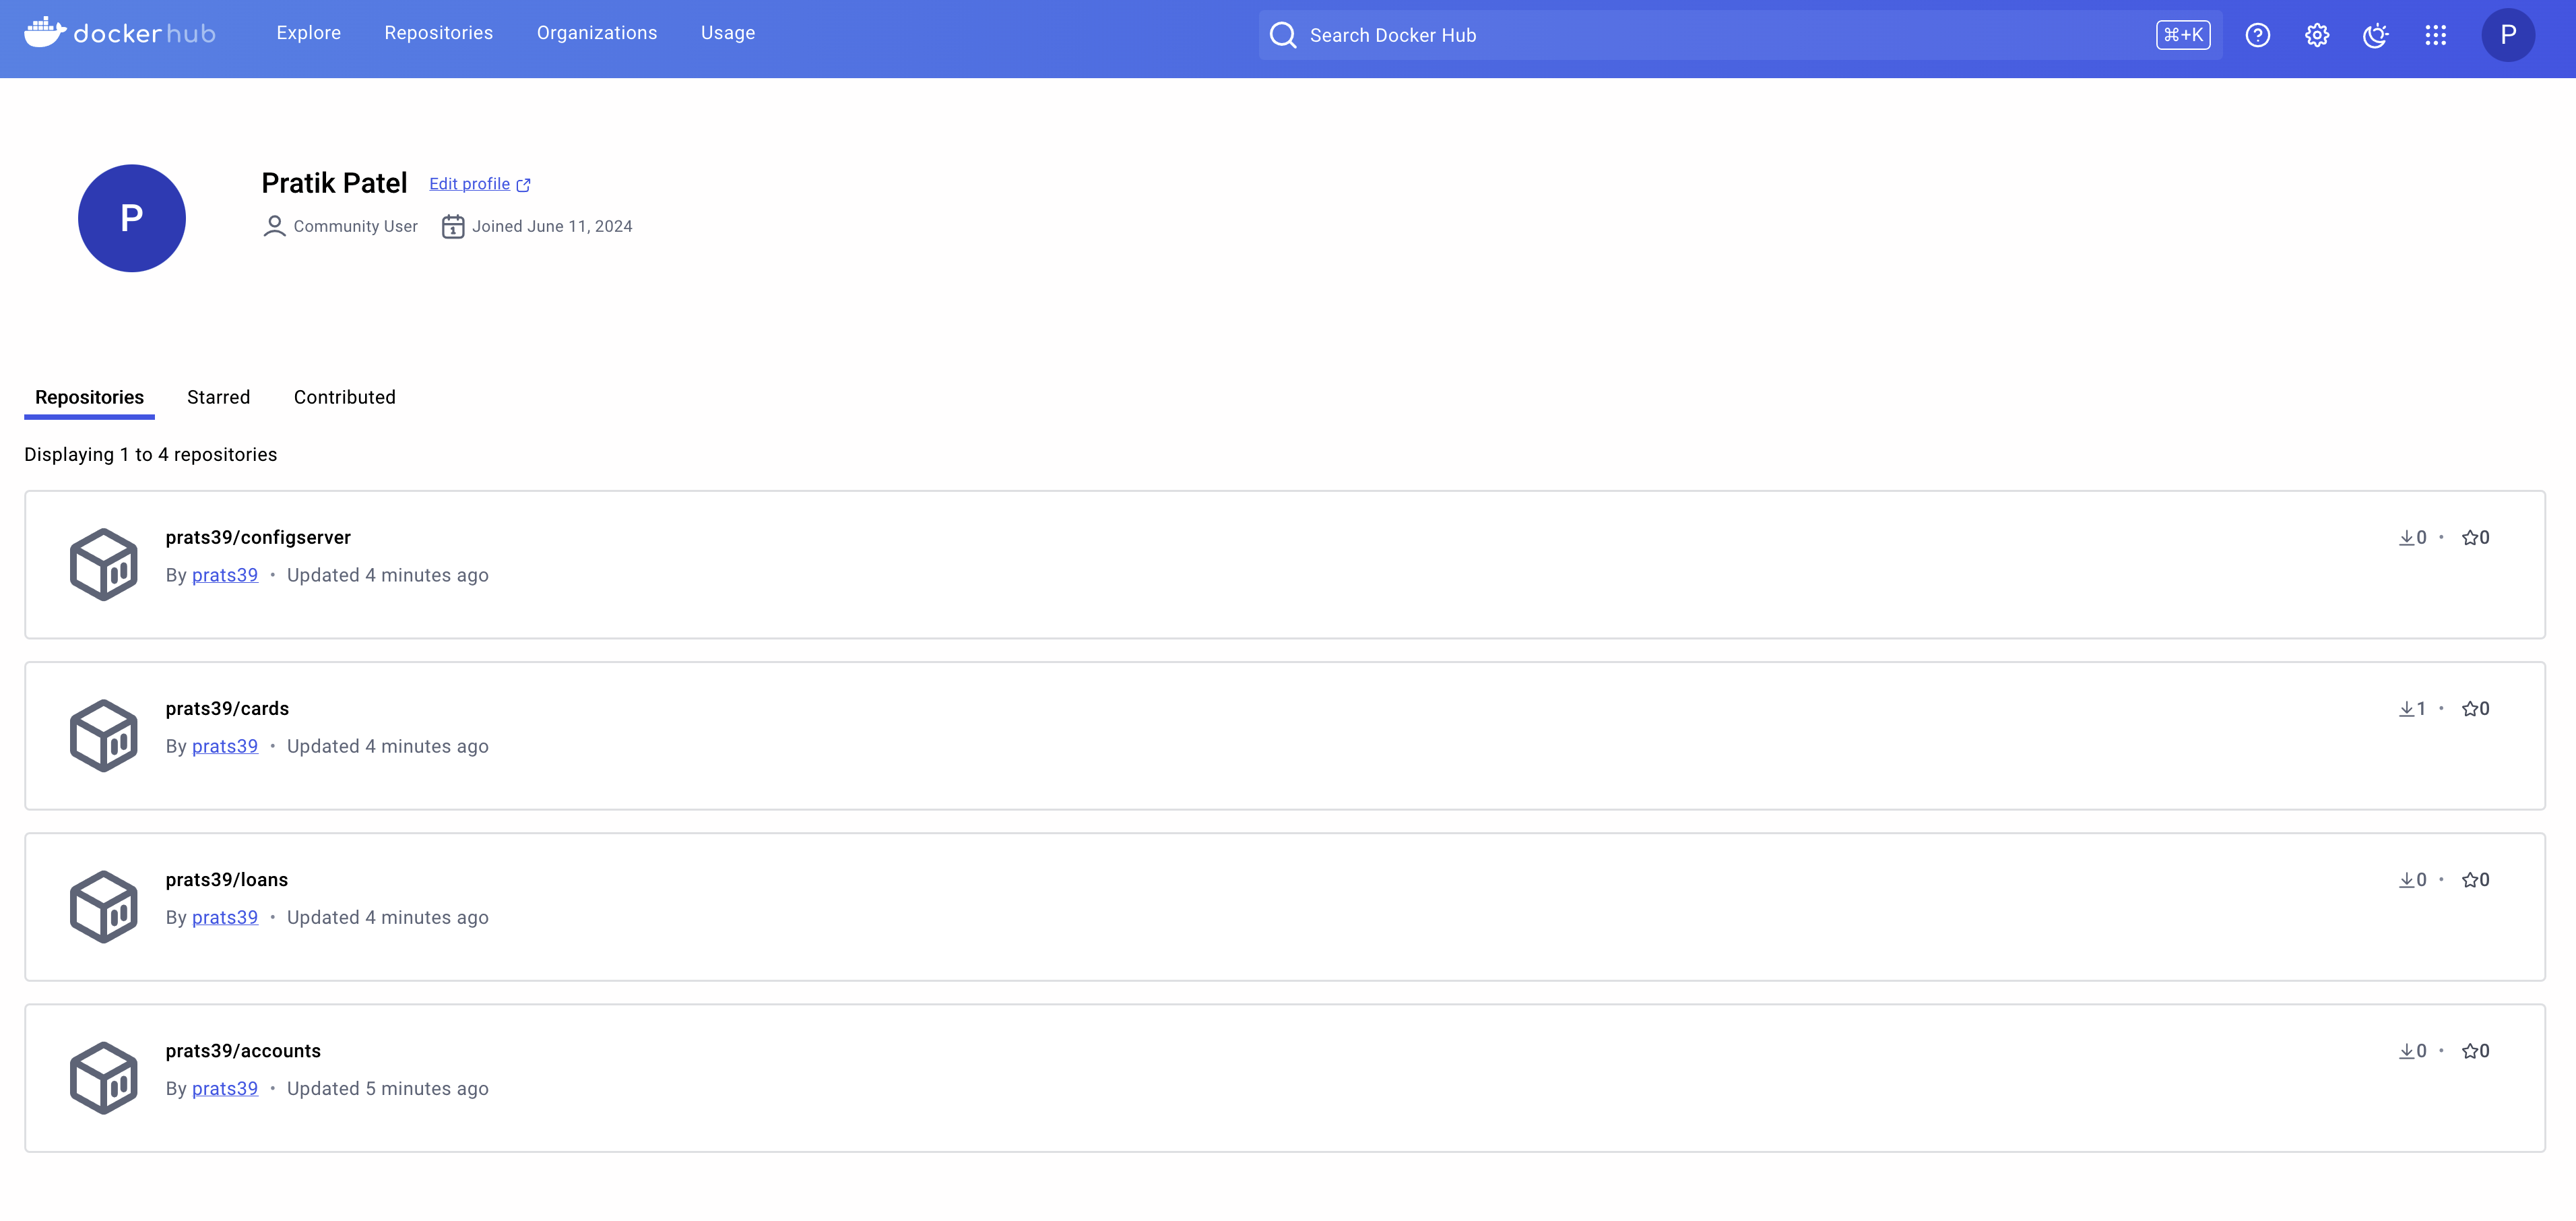 dockerhub Explore Repositories Organizations Usage Search Docker Hub ⌘+K P
P
Pratik Patel Edit profile
Community User 1 Joined June 11, 2024
Repositories Starred Contributed
Displaying 1 to 4 repositories
prats39/configserver 0 • 0
By prats39 • Updated 4 minutes ago
prats39/cards 1 • 0
By prats39 • Updated 4 minutes ago
prats39/loans 0 • 0
By prats39 • Updated 4 minutes ago
prats39/accounts 0 • 0
By prats39 • Updated 5 minutes ago